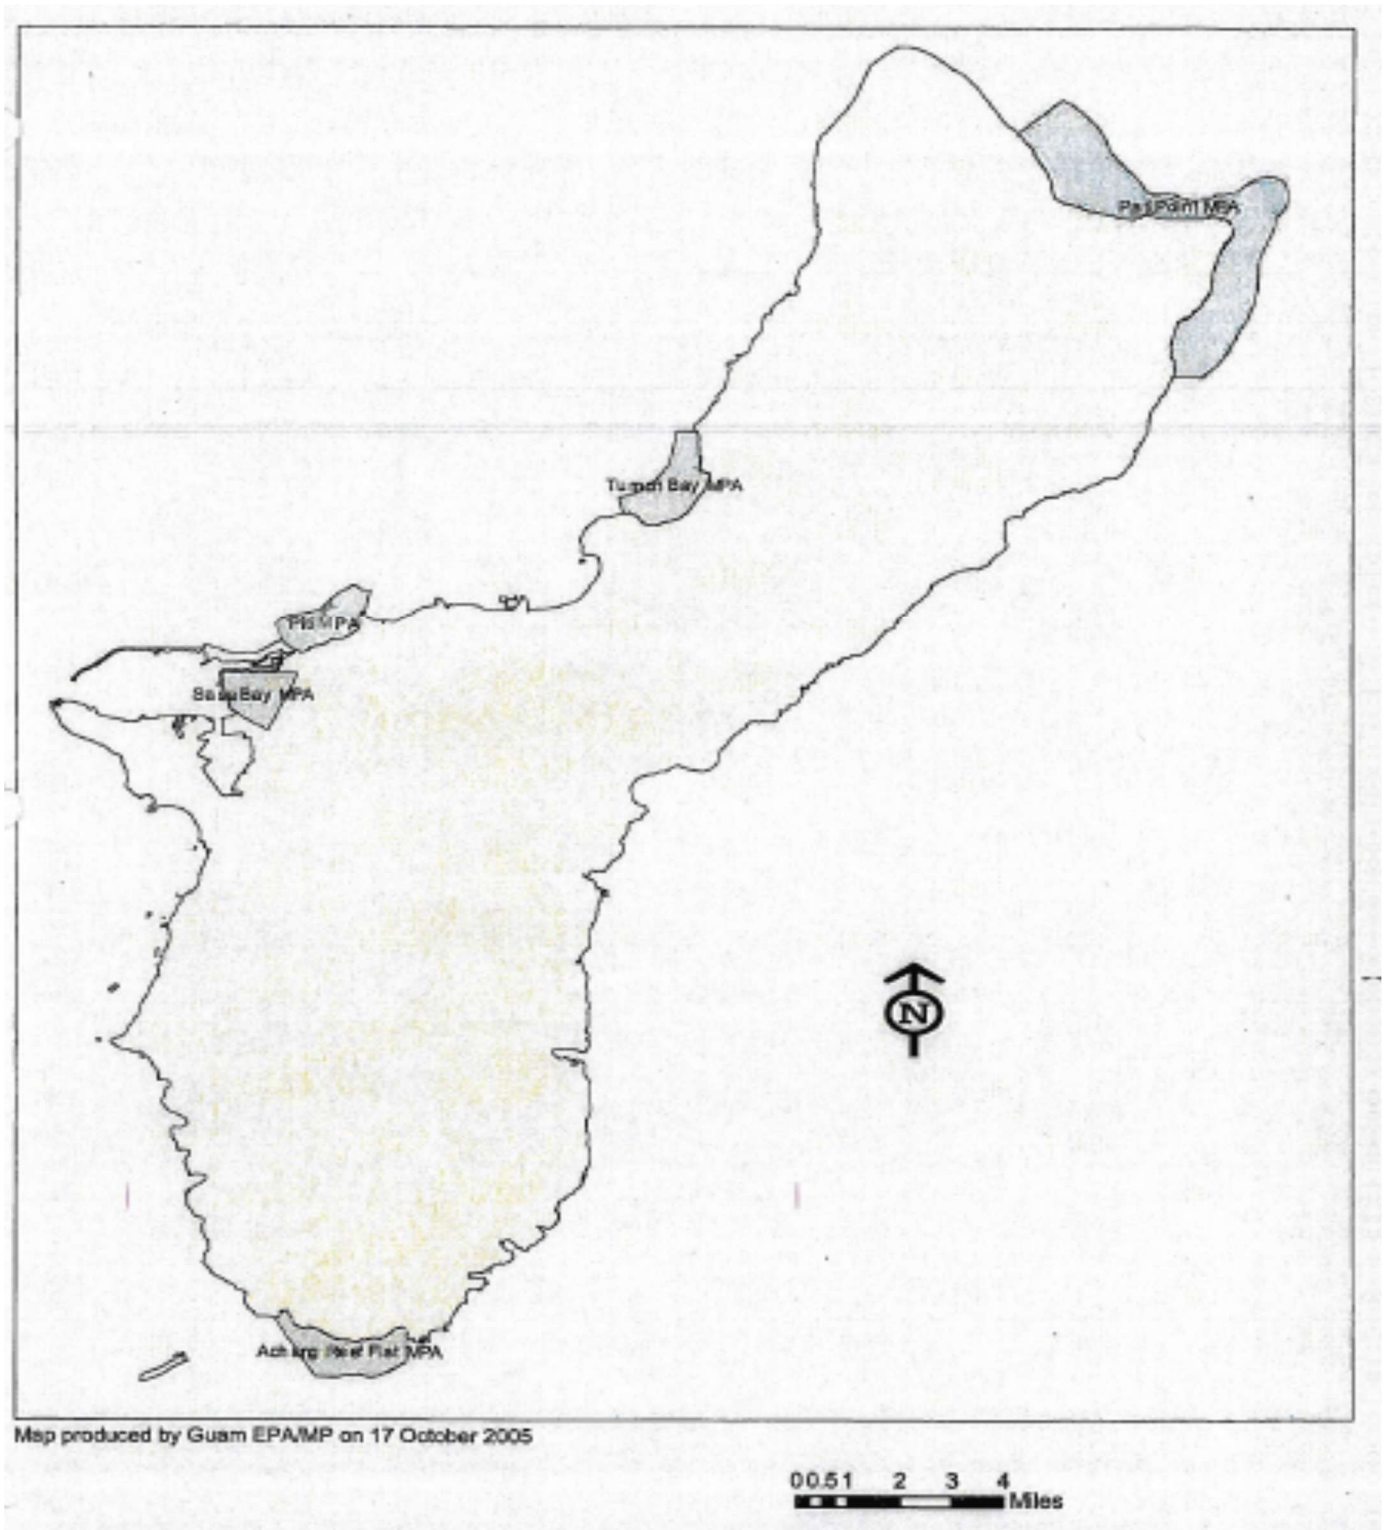 Pati Point MPA
Tumon Bay MPA
Piti MPA
Sasa Bay MPA
Achang Reef Flat MPA
N
Map produced by Guam EPA/MP on 17 October 2005
0 0.5 1 2 3 4
Miles